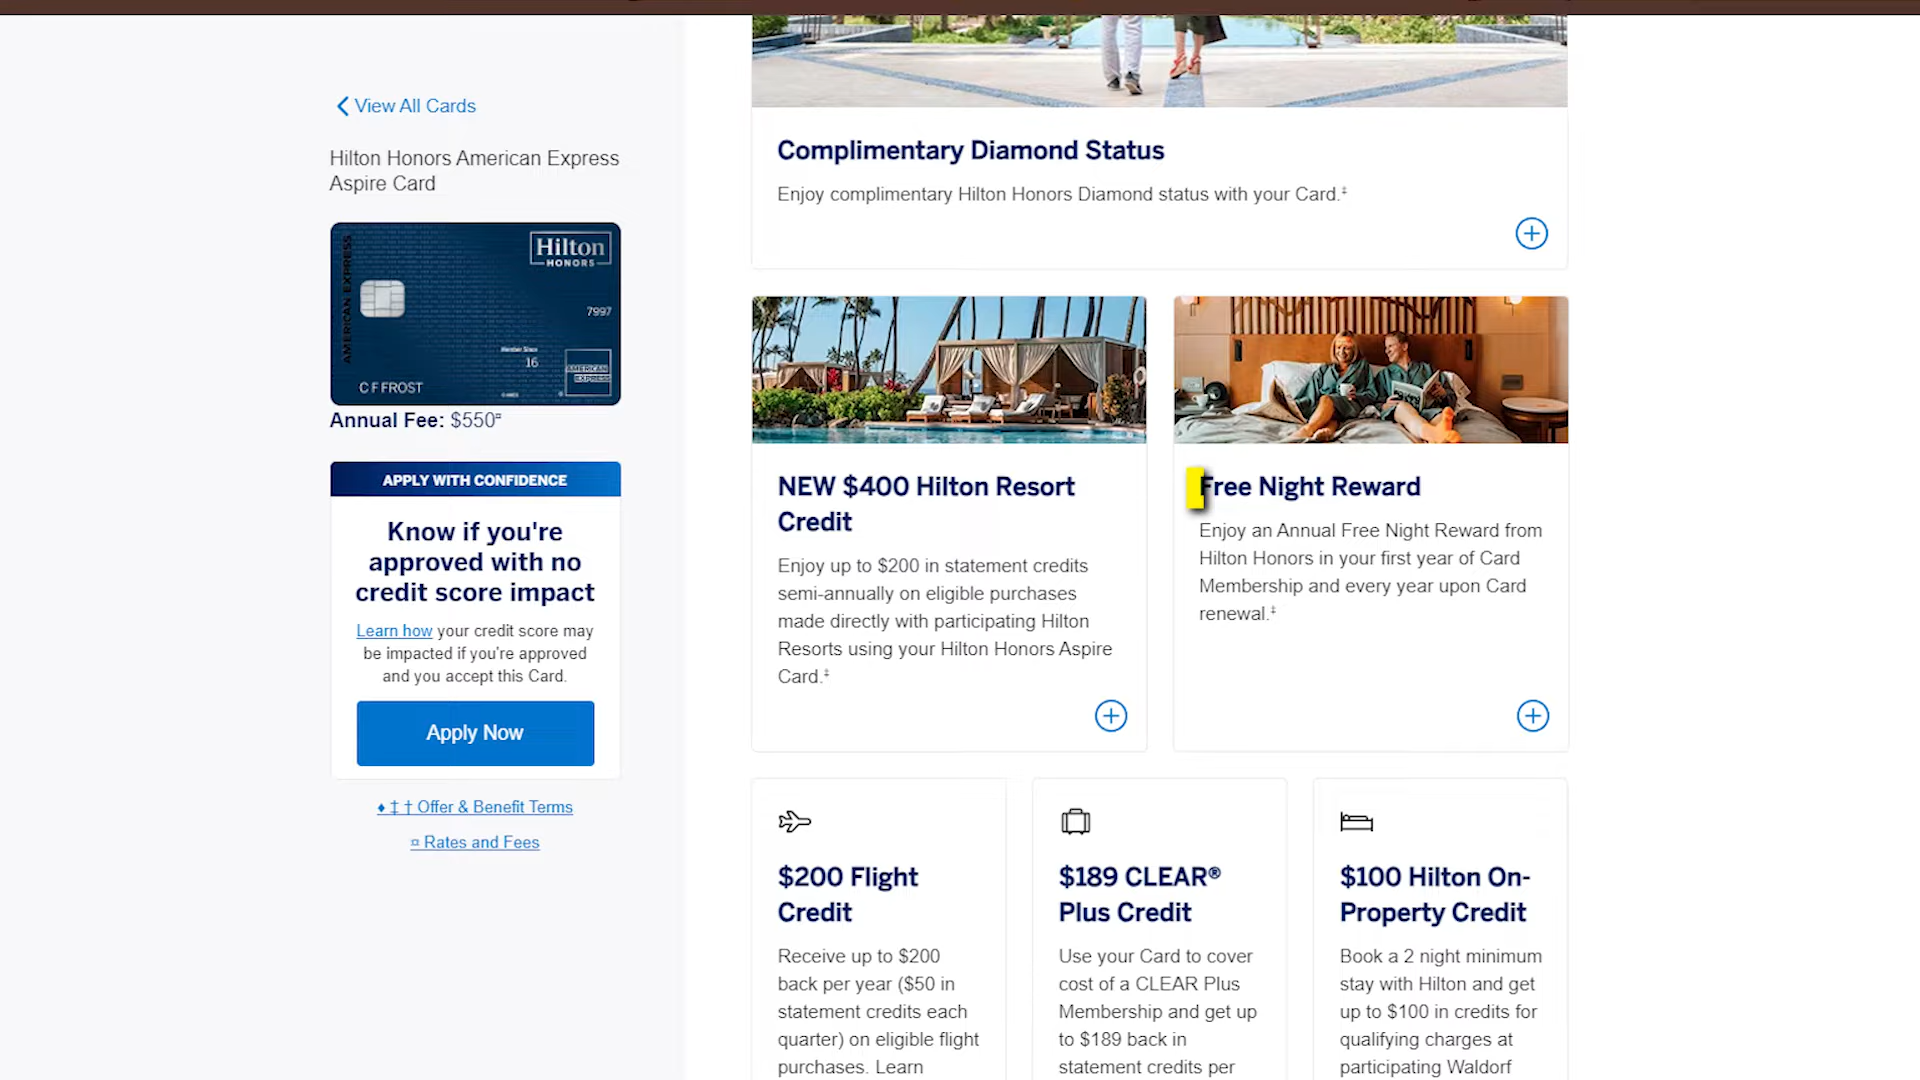 View All Cards
Hilton Honors American Express
Aspire Card
Hilton
HONORS
AMERICAN EXPRESS
7997
Member Since
16
AMERICAN
EXPRESS
C F FROST
Annual Fee: $550¤
APPLY WITH CONFIDENCE
Know if you're
approved with no
credit score impact
Learn how your credit score may
be impacted if you're approved
and you accept this Card.
Apply Now
♦ ‡ † Offer & Benefit Terms
¤ Rates and Fees
Complimentary Diamond Status
Enjoy complimentary Hilton Honors Diamond status with your Card.‡
NEW $400 Hilton Resort
Credit
Enjoy up to $200 in statement credits
semi-annually on eligible purchases
made directly with participating Hilton
Resorts using your Hilton Honors Aspire
Card.‡
Free Night Reward
Enjoy an Annual Free Night Reward from
Hilton Honors in your first year of Card
Membership and every year upon Card
renewal.‡
$200 Flight
Credit
Receive up to $200
back per year ($50 in
statement credits each
quarter) on eligible flight
purchases. Learn
$189 CLEAR®
Plus Credit
Use your Card to cover
cost of a CLEAR Plus
Membership and get up
to $189 back in
statement credits per
$100 Hilton On-
Property Credit
Book a 2 night minimum
stay with Hilton and get
up to $100 in credits for
qualifying charges at
participating Waldorf